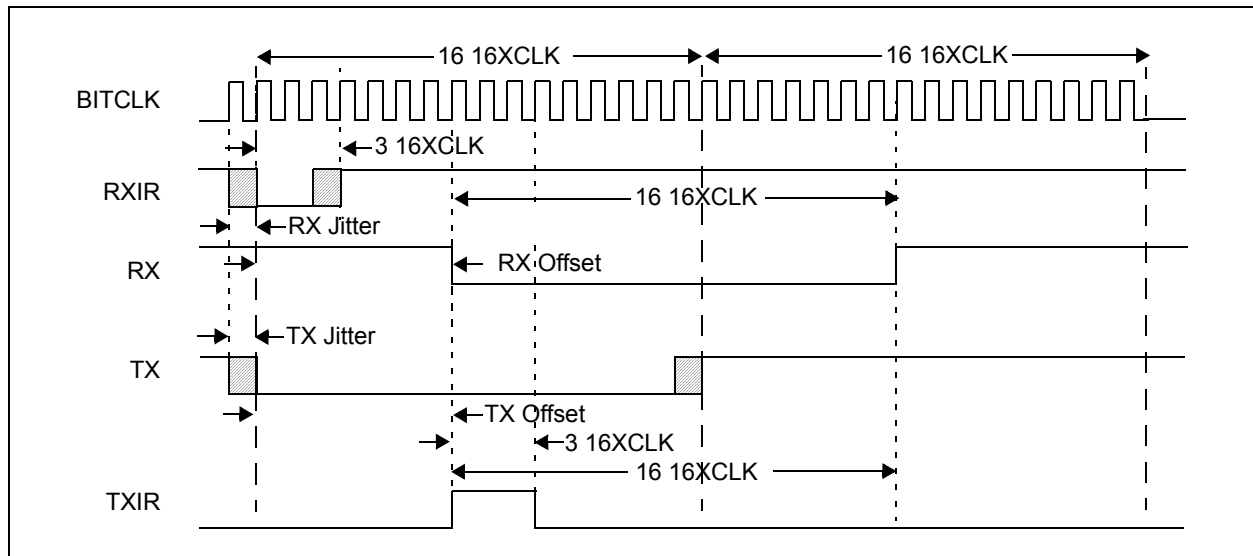 16 16XCLK
16 16XCLK
BITCLK
3 16XCLK
RXIR
16 16XCLK
RX Jitter
RX
RX Offset
TX Jitter
TX
TX Offset
3 16XCLK
16 16XCLK
TXIR